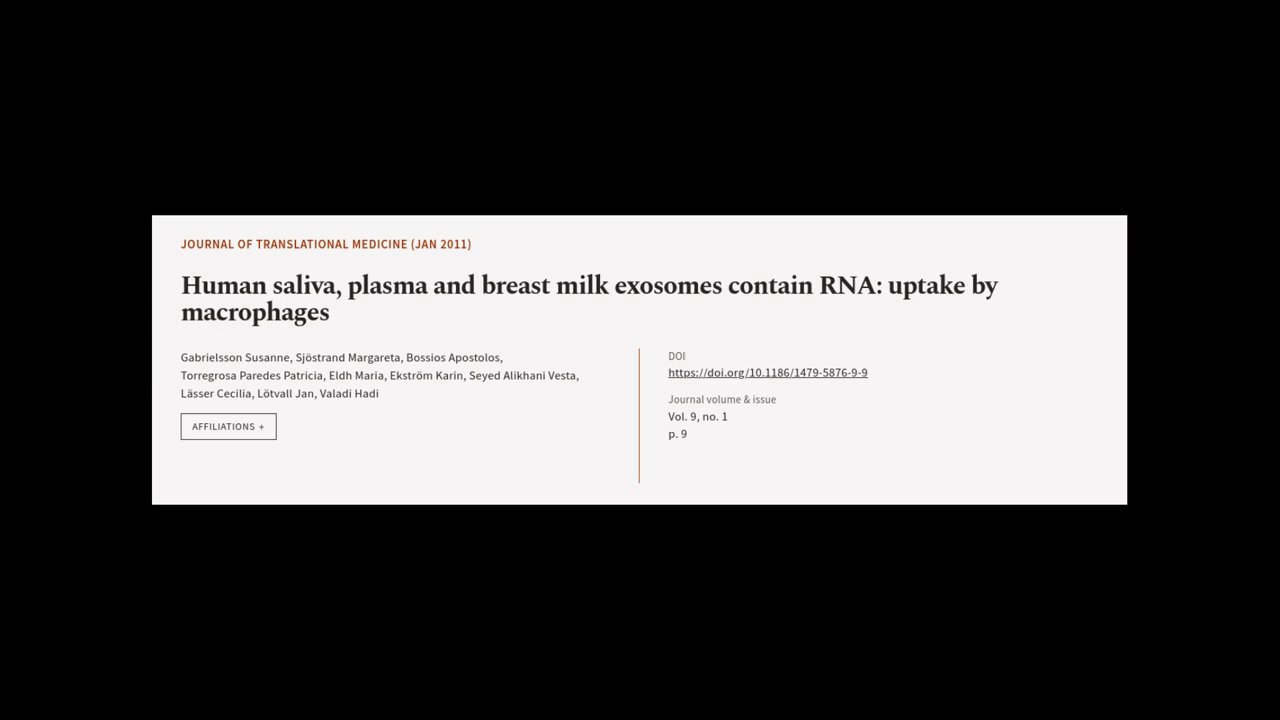 JOURNAL OF TRANSLATIONAL MEDICINE (JAN 2011)
Human saliva, plasma and breast milk exosomes contain RNA: uptake by
macrophages
Gabrielsson Susanne, Sjöstrand Margareta, Bossios Apostolos,
Torregrosa Paredes Patricia, Eldh Maria, Ekström Karin, Seyed Alikhani Vesta,
Lässer Cecilia, Lötvall Jan, Valadi Hadi
AFFILIATIONS +
DOI
https://doi.org/10.1186/1479-5876-9-9
Journal volume & issue
Vol. 9, no. 1
p. 9